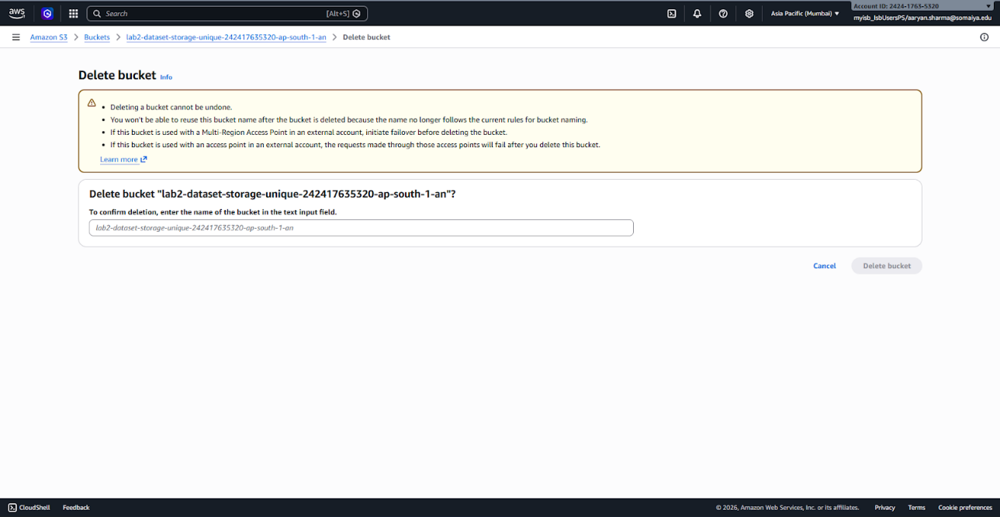 aws
Search [Alt+S]
Asia Pacific (Mumbai) ▼
Account ID: 2424-1763-5320
myisb_IsbUsersPS/aaryan.sharma@somaiya.edu
Amazon S3 > Buckets > lab2-dataset-storage-unique-242417635320-ap-south-1-an > Delete bucket
Delete bucket Info
• Deleting a bucket cannot be undone.
• You won't be able to reuse this bucket name after the bucket is deleted because the name no longer follows the current rules for bucket naming.
• If this bucket is used with a Multi-Region Access Point in an external account, initiate failover before deleting the bucket.
• If this bucket is used with an access point in an external account, the requests made through those access points will fail after you delete this bucket.
Learn more
Delete bucket "lab2-dataset-storage-unique-242417635320-ap-south-1-an"?
To confirm deletion, enter the name of the bucket in the text input field.
lab2-dataset-storage-unique-242417635320-ap-south-1-an
Cancel Delete bucket
CloudShell Feedback © 2026, Amazon Web Services, Inc. or its affiliates. Privacy Terms Cookie preferences